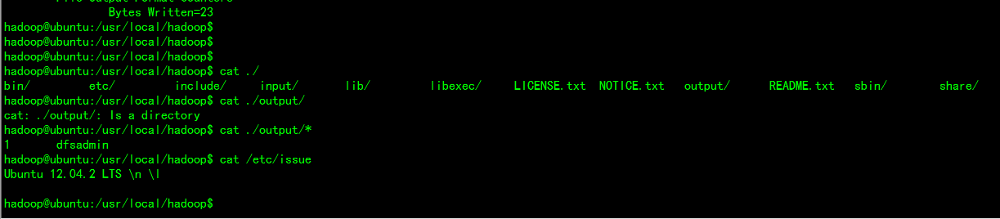 File Output Format Counters
Bytes Written=23
hadoop@ubuntu:/usr/local/hadoop$
hadoop@ubuntu:/usr/local/hadoop$
hadoop@ubuntu:/usr/local/hadoop$
hadoop@ubuntu:/usr/local/hadoop$ cat ./
bin/ etc/ include/ input/ lib/ libexec/ LICENSE.txt NOTICE.txt output/ README.txt sbin/ share/
hadoop@ubuntu:/usr/local/hadoop$ cat ./output/
cat: ./output/: Is a directory
hadoop@ubuntu:/usr/local/hadoop$ cat ./output/*
1 dfsadmin
hadoop@ubuntu:/usr/local/hadoop$ cat /etc/issue
Ubuntu 12.04.2 LTS \n \l
hadoop@ubuntu:/usr/local/hadoop$